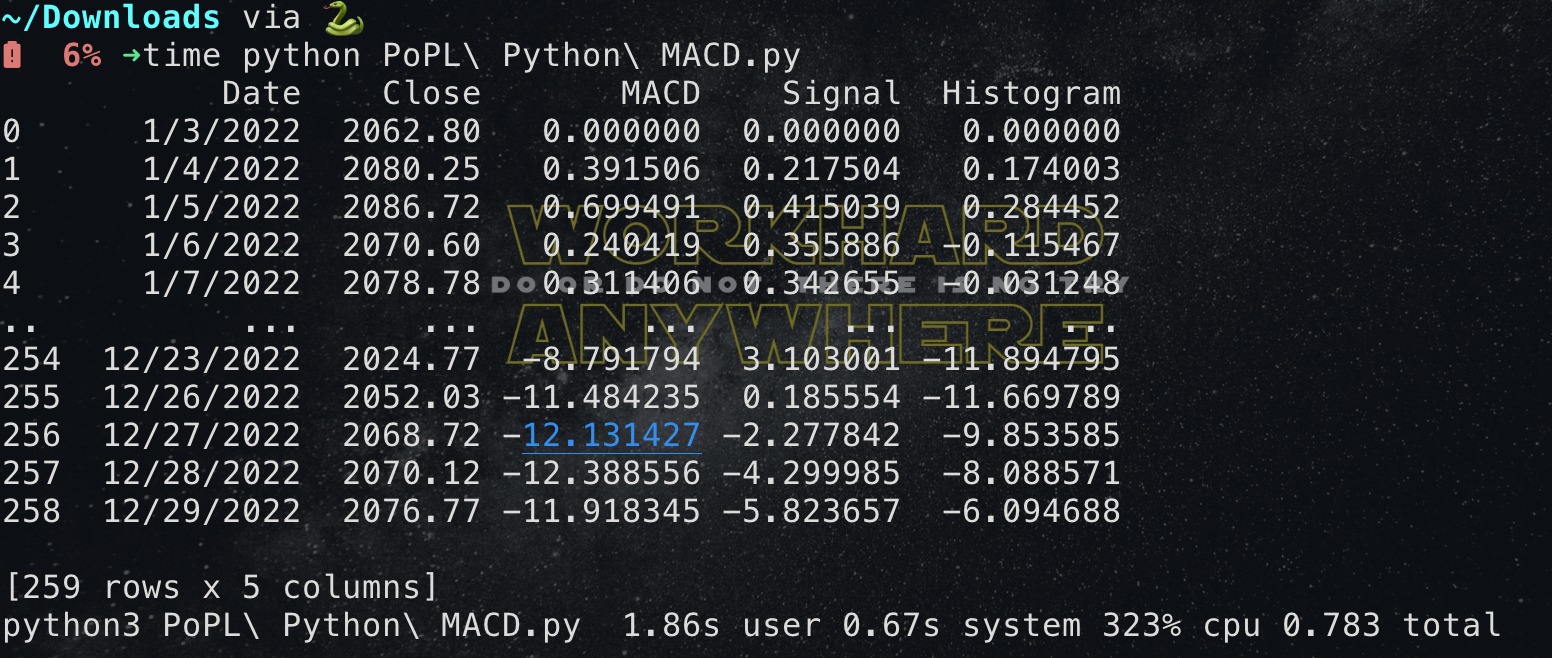 ~/Downloads via 🐍
6% ➜time python PoPL\ Python\ MACD.py
Date Close MACD Signal Histogram
0 1/3/2022 2062.80 0.000000 0.000000 0.000000
1 1/4/2022 2080.25 0.391506 0.217504 0.174003
2 1/5/2022 2086.72 0.699491 0.415039 0.284452
3 1/6/2022 2070.60 0.240419 0.355886 -0.115467
4 1/7/2022 2078.78 0.311406 0.342655 -0.031248
.. ... ... ... ... ...
254 12/23/2022 2024.77 -8.791794 3.103001 -11.894795
255 12/26/2022 2052.03 -11.484235 0.185554 -11.669789
256 12/27/2022 2068.72 -12.131427 -2.277842 -9.853585
257 12/28/2022 2070.12 -12.388556 -4.299985 -8.088571
258 12/29/2022 2076.77 -11.918345 -5.823657 -6.094688
[259 rows x 5 columns]
python3 PoPL\ Python\ MACD.py 1.86s user 0.67s system 323% cpu 0.783 total
WORKHARD
DO OR DO NOT. THERE IS NO TRY
ANYWHERE